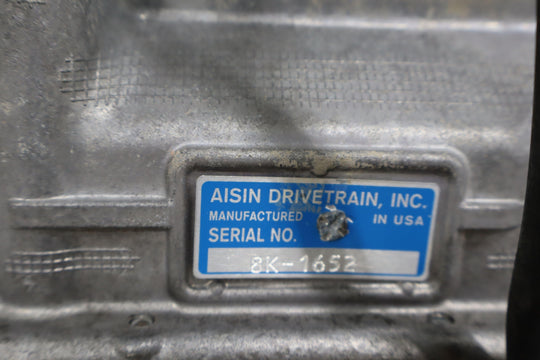 AISIN DRIVETRAIN, INC.
MANUFACTURED IN USA
SERIAL NO.
8K-1652